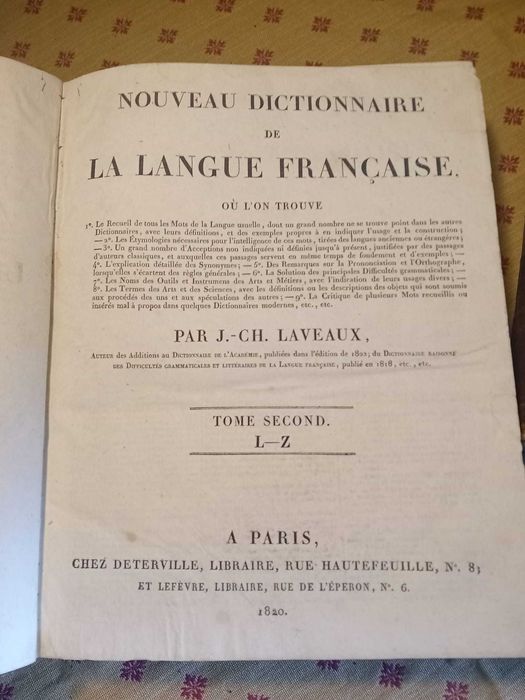 NOUVEAU DICTIONNAIRE
DE
LA LANGUE FRANÇAISE,
OÙ L'ON TROUVE
1°. Le Recueil de tous les Mots de la Langue usuelle, dont un grand nombre ne se trouve point dans les autres
Dictionnaires, avec leurs définitions, et des exemples propres à en indiquer l'usage et la construction;
— 2°. Les Étymologies nécessaires pour l'intelligence de ces mots, tirées des langues anciennes ou étrangères;
— 3°. Un grand nombre d'Acceptions non indiquées ni définies jusqu'à présent, justifiées par des passages
d'auteurs classiques, et auxquelles ces passages servent en même temps de fondement et d'exemples; —
4°. L'explication détaillée des Synonymes; — 5°. Des Remarques sur la Prononciation et l'Orthographe,
lorsqu'elles s'écartent des règles générales; — 6°. La Solution des principales Difficultés grammaticales; —
7°. Les Noms des Outils et Instrumens des Arts et Métiers, avec l'indication de leurs usages divers; —
8°. Les Termes des Arts et des Sciences, avec les définitions ou les descriptions des objets qui sont soumis
aux procédés des uns et aux spéculations des autres; — 9°. La Critique de plusieurs Mots recueillis ou
insérés mal à propos dans quelques Dictionnaires modernes, etc., etc.
PAR J.-CH. LAVEAUX,
AUTEUR des Additions au DICTIONNAIRE DE L'ACADÉMIE, publiées dans l'édition de 1802; du DICTIONNAIRE RAISONNÉ
DES DIFFICULTÉS GRAMMATICALES ET LITTÉRAIRES DE LA LANGUE FRANÇAISE, publié en 1818, etc., etc.
TOME SECOND.
L—Z
A PARIS,
CHEZ DETERVILLE, LIBRAIRE, RUE HAUTEFEUILLE, N°. 8;
ET LEFÈVRE, LIBRAIRE, RUE DE L'ÉPERON, N°. 6.
1820.